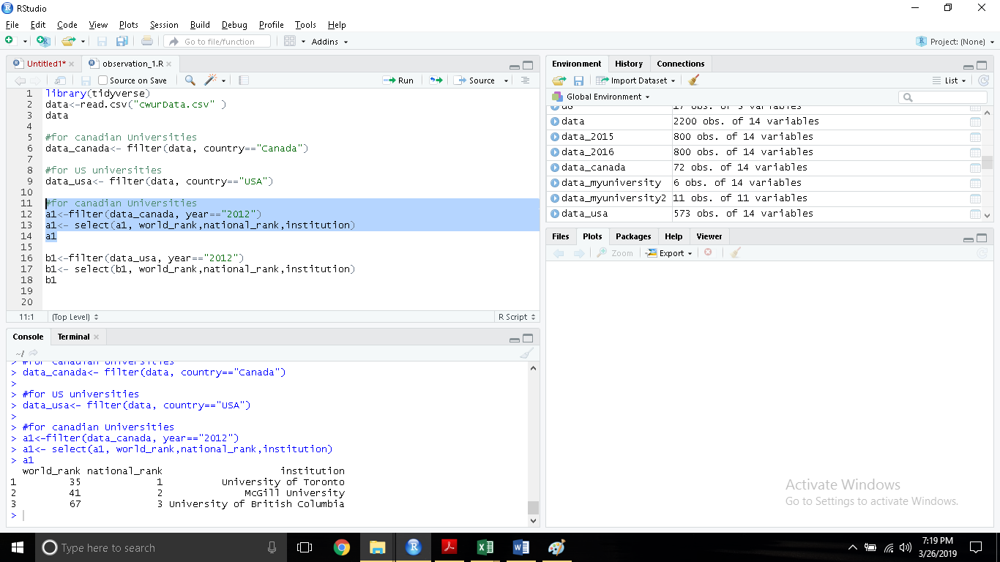 RStudio
File Edit Code View Plots Session Build Debug Profile Tools Help
Go to file/function Addins Project: (None)
Untitled1* observation_1.R
Source on Save Run Source
1 library(tidyverse)
2 data<-read.csv("cwurData.csv" )
3 data
4
5 #for canadian Universities
6 data_canada<- filter(data, country=="Canada")
7
8 #for US universities
9 data_usa<- filter(data, country=="USA")
10
11 #for canadian Universities
12 a1<-filter(data_canada, year=="2012")
13 a1<- select(a1, world_rank,national_rank,institution)
14 a1
15
16 b1<-filter(data_usa, year=="2012")
17 b1<- select(b1, world_rank,national_rank,institution)
18 b1
19
20
11:1 (Top Level) R Script
Console Terminal
~/
> #for canadian Universities
> data_canada<- filter(data, country=="Canada")
>
> #for US universities
> data_usa<- filter(data, country=="USA")
>
> #for canadian Universities
> a1<-filter(data_canada, year=="2012")
> a1<- select(a1, world_rank,national_rank,institution)
> a1
world_rank national_rank institution
1 35 1 University of Toronto
2 41 2 McGill University
3 67 3 University of British Columbia
>
Environment History Connections
Import Dataset List
Global Environment
17 obs. of 3 variables
data 2200 obs. of 14 variables
data_2015 800 obs. of 14 variables
data_2016 800 obs. of 14 variables
data_canada 72 obs. of 14 variables
data_myuniversity 6 obs. of 14 variables
data_myuniversity2 11 obs. of 11 variables
data_usa 573 obs. of 14 variables
Files Plots Packages Help Viewer
Zoom Export
Activate Windows
Go to Settings to activate Windows.
Type here to search
7:19 PM
3/26/2019